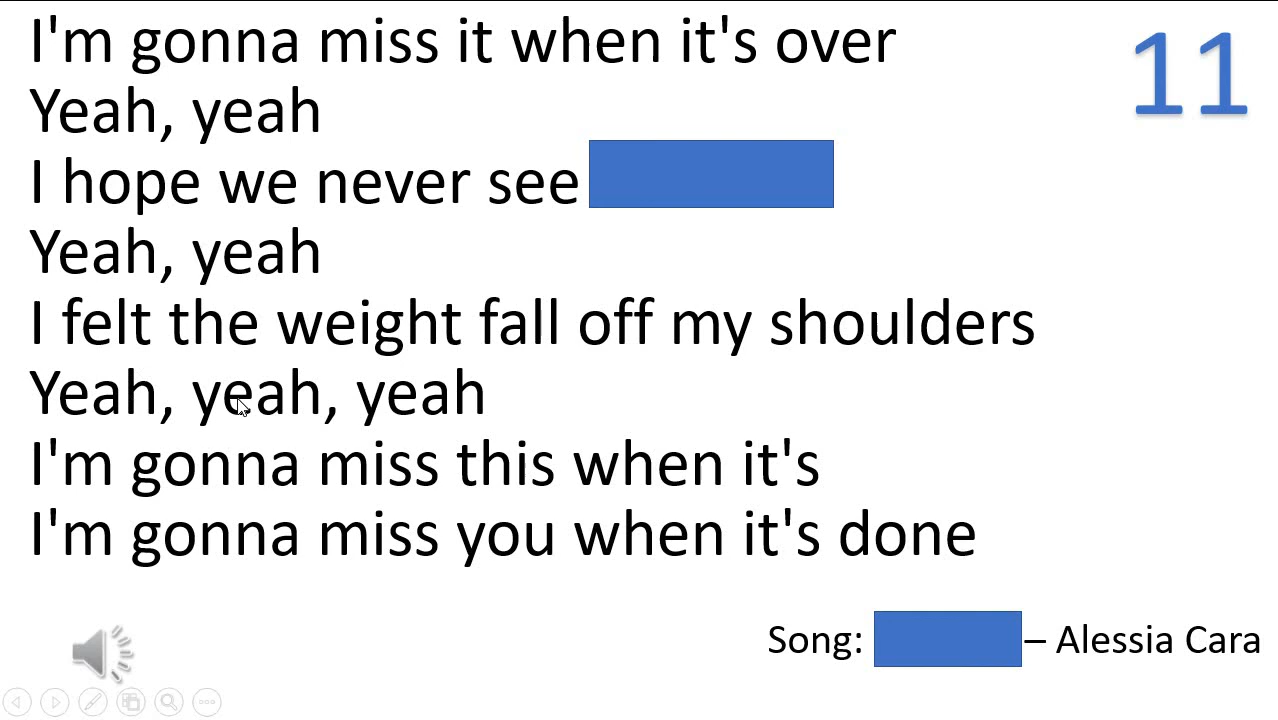 I'm gonna miss it when it's over
11
Yeah, yeah
I hope we never see
Yeah, yeah
I felt the weight fall off my shoulders
Yeah, yeah, yeah
I'm gonna miss this when it's
I'm gonna miss you when it's done
Song: – Alessia Cara